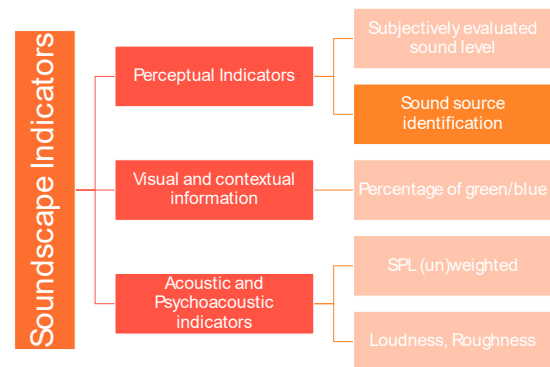 Soundscape Indicators
Perceptual Indicators
Subjectively evaluated
sound level
Sound source
identification
Visual and contextual
information
Percentage of green/blue
Acoustic and
Psychoacoustic
indicators
SPL (un)weighted
Loudness, Roughness